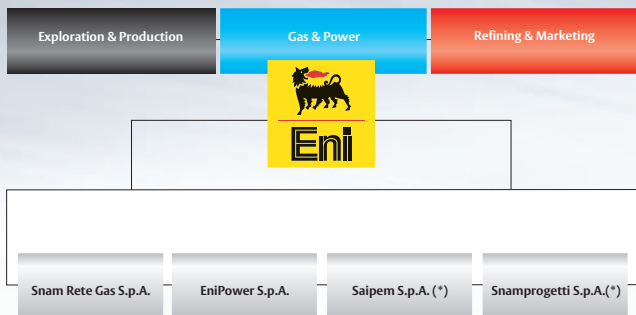 Exploration & Production
Gas & Power
Refining & Marketing
Eni
Snam Rete Gas S.p.A.
EniPower S.p.A.
Saipem S.p.A. (*)
Snamprogetti S.p.A.(*)